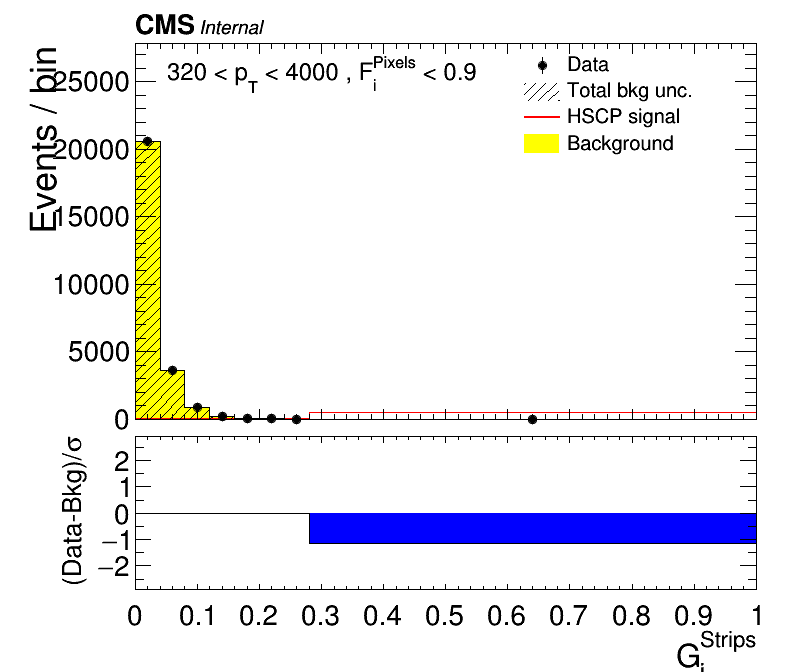 CMS Internal
320 < p_T < 4000 , F_i^Pixels < 0.9
Data
Total bkg unc.
HSCP signal
Background
Events / bin
25000
20000
15000
10000
5000
0
(Data-Bkg)/σ
2
1
0
−1
−2
0 0.1 0.2 0.3 0.4 0.5 0.6 0.7 0.8 0.9 1
G_i^Strips